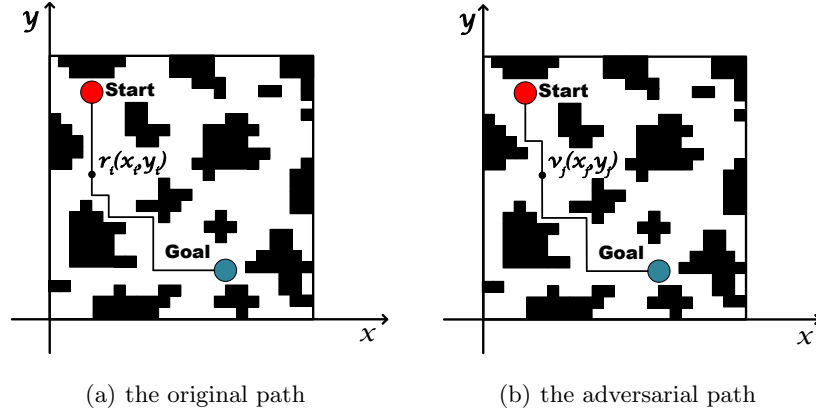 y
Start
r_i(x_i,y_i)
Goal
x
(a) the original path
y
Start
v_j(x_j,y_j)
Goal
x
(b) the adversarial path